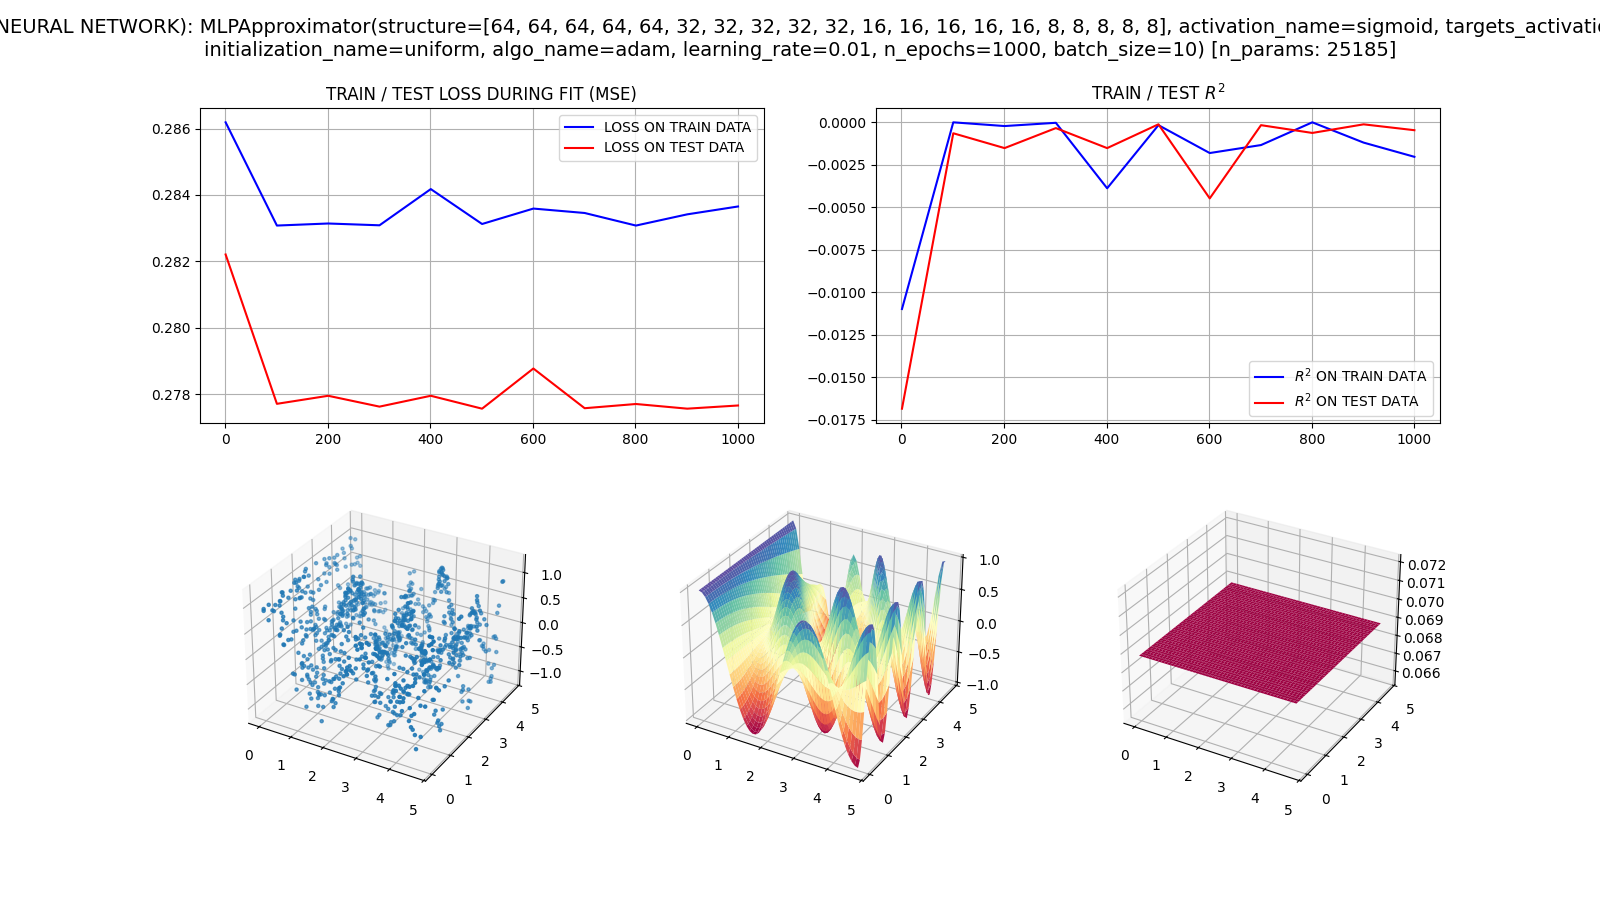 NEURAL NETWORK): MLPApproximator(structure=[64, 64, 64, 64, 64, 32, 32, 32, 32, 32, 16, 16, 16, 16, 16, 8, 8, 8, 8, 8], activation_name=sigmoid,
initialization_name=uniform, algo_name=adam, learning_rate=0.01, n_epochs=1000, batch_size=10) [n_params: 25185]
TRAIN / TEST LOSS DURING FIT (MSE)
0.286
0.284
0.282
0.280
0.278
LOSS ON TRAIN DATA
LOSS ON TEST DATA
0 200 400 600 800 1000
TRAIN / TEST R²
0.0000
−0.0025
−0.0050
−0.0075
−0.0100
−0.0125
−0.0150
−0.0175
R² ON TRAIN DATA
R² ON TEST DATA
0 200 400 600 800 1000
1.0
0.5
0.0
−0.5
−1.0
0 1 2 3 4 5
0 1 2 3 4 5
1.0
0.5
0.0
−0.5
−1.0
0 1 2 3 4 5
0 1 2 3 4 5
0.072
0.071
0.070
0.069
0.068
0.067
0.066
0 1 2 3 4 5
0 1 2 3 4 5